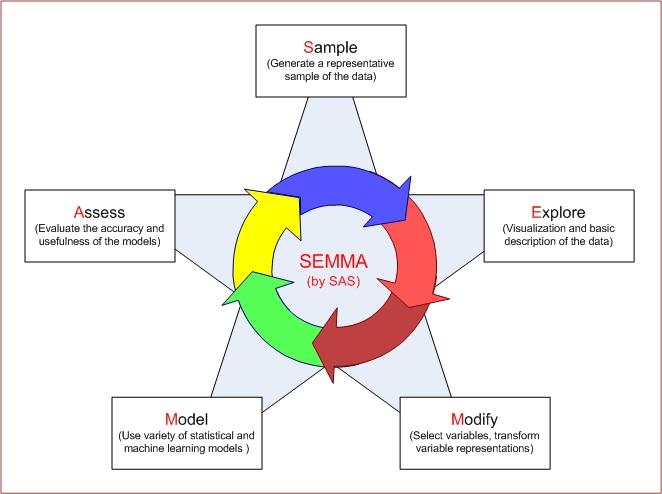 Sample
(Generate a representative
sample of the data)
Assess
(Evaluate the accuracy and
usefulness of the models)
Explore
(Visualization and basic
description of the data)
SEMMA
(by SAS)
Model
(Use variety of statistical and
machine learning models )
Modify
(Select variables, transform
variable representations)